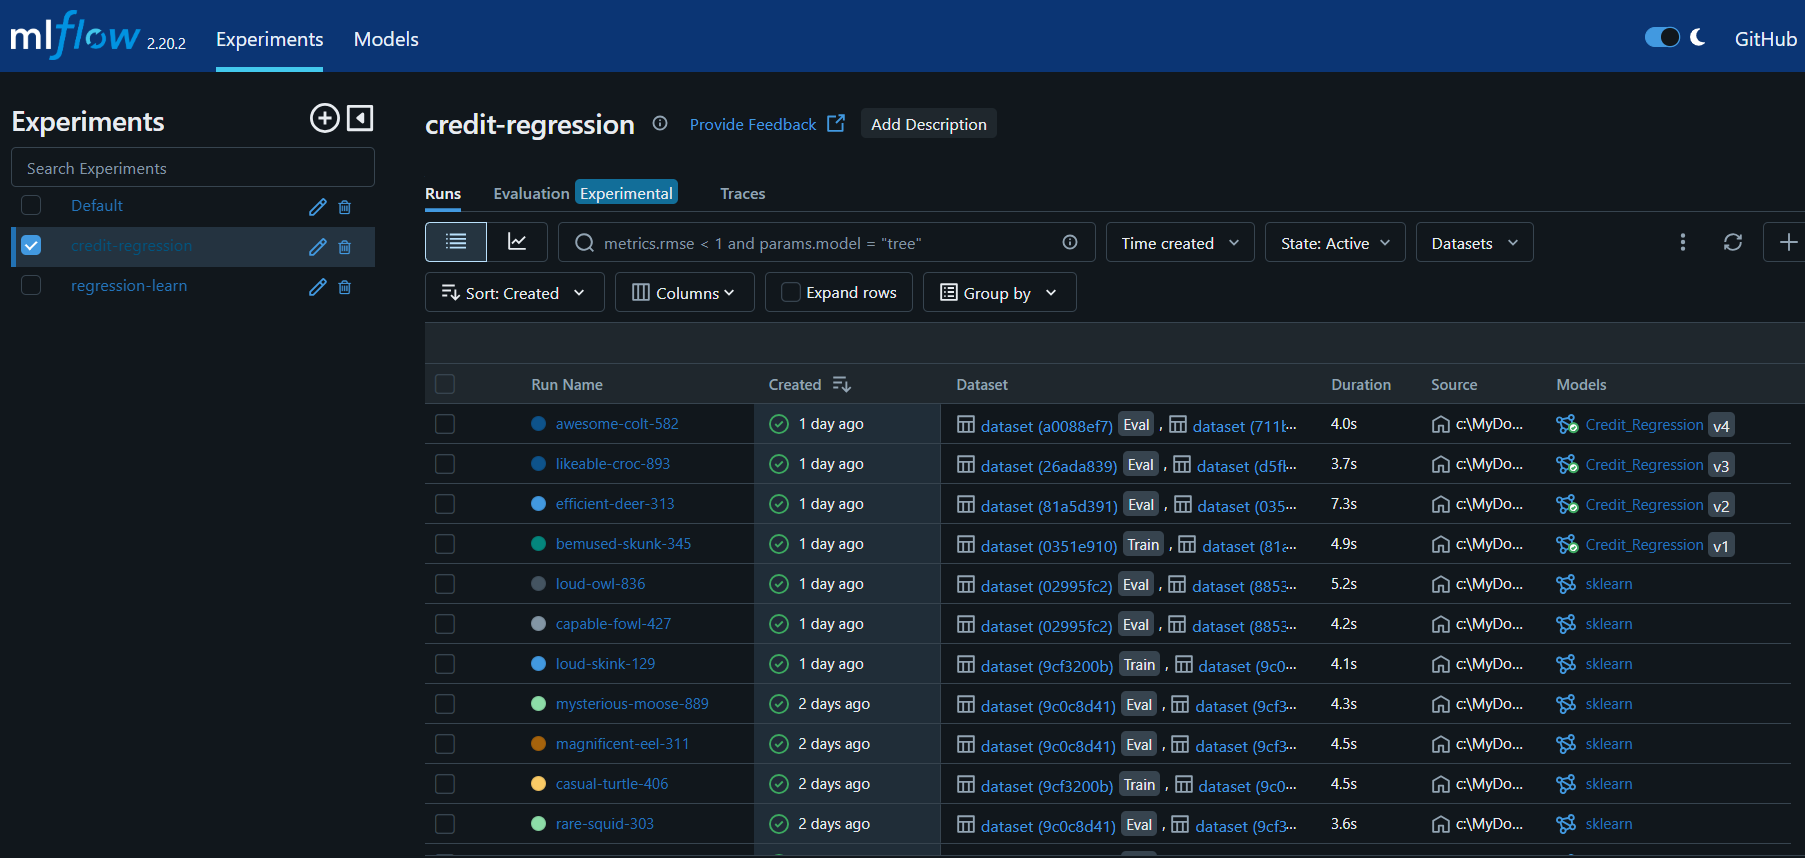 mlflow 2.20.2 Experiments Models GitHub
Experiments
Search Experiments
Default
credit-regression
regression-learn
credit-regression Provide Feedback Add Description
Runs Evaluation Experimental Traces
metrics.rmse < 1 and params.model = "tree" Time created State: Active Datasets
Sort: Created Columns Expand rows Group by
Run Name Created Dataset Duration Source Models
awesome-colt-582 1 day ago dataset (a0088ef7) Eval , dataset (711... 4.0s c:\MyDo... Credit_Regression v4
likeable-croc-893 1 day ago dataset (26ada839) Eval , dataset (d5f... 3.7s c:\MyDo... Credit_Regression v3
efficient-deer-313 1 day ago dataset (81a5d391) Eval , dataset (035... 7.3s c:\MyDo... Credit_Regression v2
bemused-skunk-345 1 day ago dataset (0351e910) Train , dataset (81a... 4.9s c:\MyDo... Credit_Regression v1
loud-owl-836 1 day ago dataset (02995fc2) Eval , dataset (8853... 5.2s c:\MyDo... sklearn
capable-fowl-427 1 day ago dataset (02995fc2) Eval , dataset (8853... 4.2s c:\MyDo... sklearn
loud-skink-129 1 day ago dataset (9cf3200b) Train , dataset (9c0... 4.1s c:\MyDo... sklearn
mysterious-moose-889 2 days ago dataset (9c0c8d41) Eval , dataset (9cf3... 4.3s c:\MyDo... sklearn
magnificent-eel-311 2 days ago dataset (9c0c8d41) Eval , dataset (9cf3... 4.5s c:\MyDo... sklearn
casual-turtle-406 2 days ago dataset (9cf3200b) Train , dataset (9c0... 4.5s c:\MyDo... sklearn
rare-squid-303 2 days ago dataset (9c0c8d41) Eval , dataset (9cf3... 3.6s c:\MyDo... sklearn